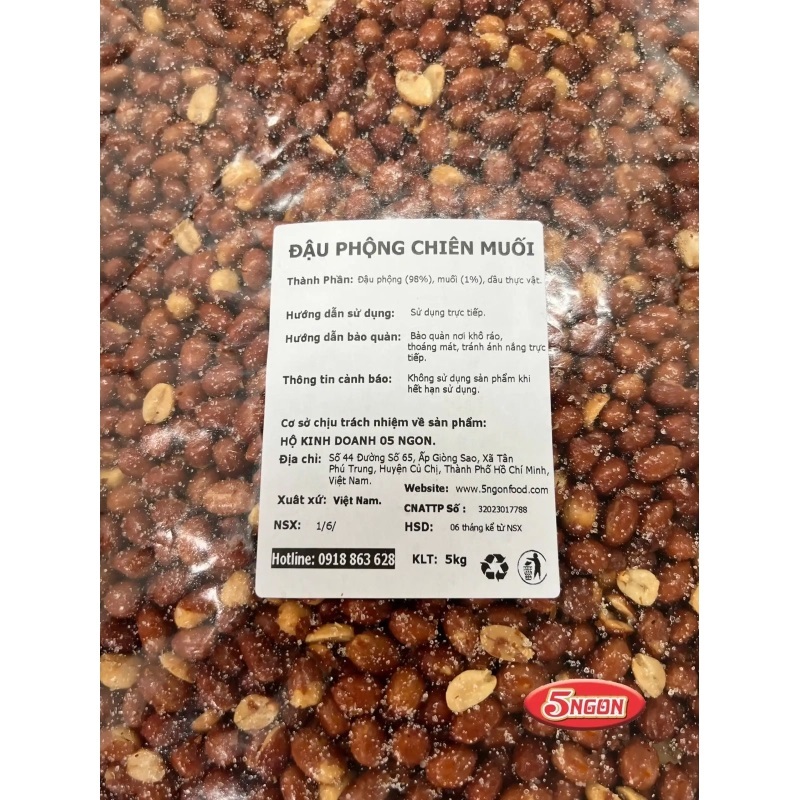 ĐẬU PHỘNG CHIÊN MUỐI
Thành Phần: Đậu phộng (98%), muối (1%), dầu thực vật.
Hướng dẫn sử dụng: Sử dụng trực tiếp.
Hướng dẫn bảo quản: Bảo quản nơi khô ráo,
thoáng mát, tránh ánh nắng trực
tiếp.
Thông tin cảnh báo: Không sử dụng sản phẩm khi
hết hạn sử dụng.
Cơ sở chịu trách nhiệm về sản phẩm:
HỘ KINH DOANH 05 NGON.
Địa chỉ: Số 44 Đường Số 65, Ấp Giòng Sao, Xã Tân
Phú Trung, Huyện Củ Chị, Thành Phố Hồ Chí Minh,
Việt Nam.
Website: www.5ngonfood.com
Xuất xứ: Việt Nam.
CNATTP Số : 32023017788
NSX: 1/6/
HSD: 06 tháng kể từ NSX
Hotline: 0918 863 628
KLT: 5kg
5NGON